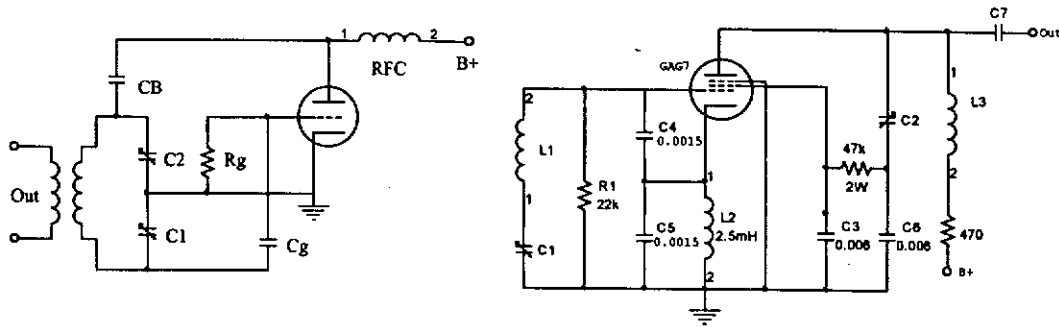 1
2
RFC
B+
CB
C2
Rg
Out
C1
Cg
C7
Out
GAG7
2
1
C4
0.0015
L3
C2
L1
47k
1
2W
2
R1
22k
1
C5
0.0015
L2
2.5mH
C3
0.006
C6
0.006
470
C1
2
B+